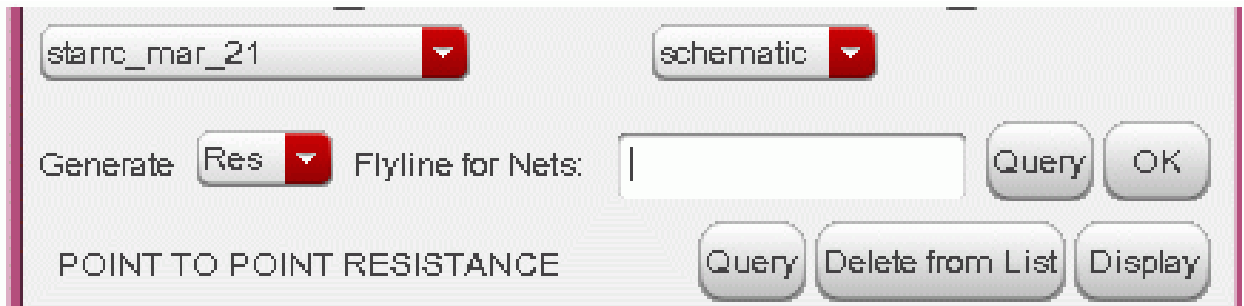 starrc_mar_21 schematic
Generate Res Flyline for Nets: Query OK
POINT TO POINT RESISTANCE Query Delete from List Display